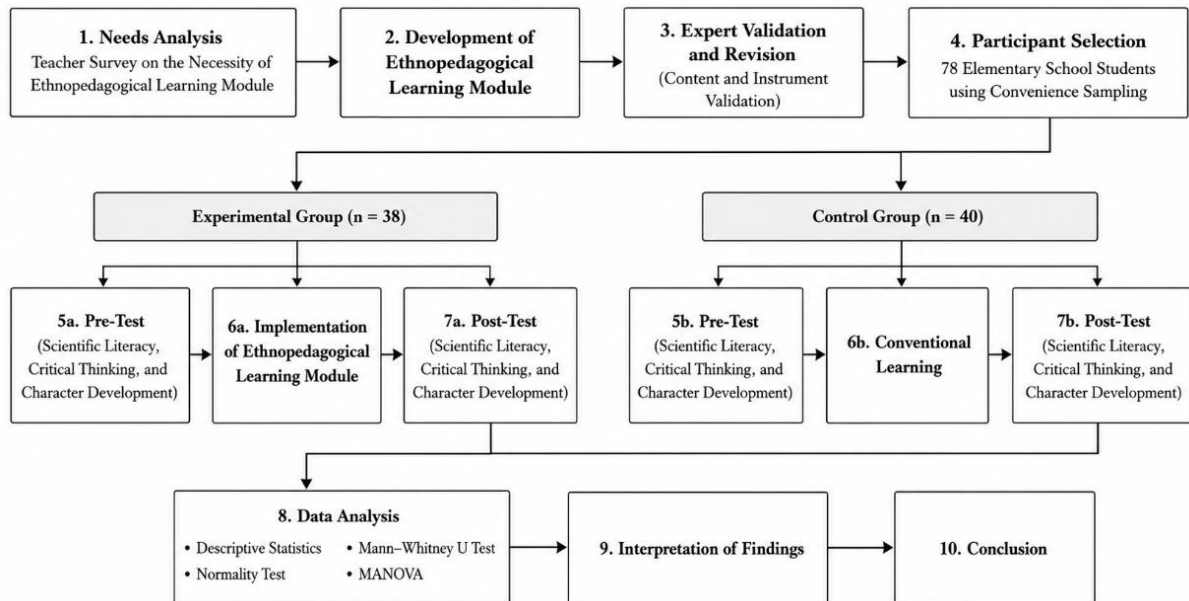 1. Needs Analysis
Teacher Survey on the Necessity of
Ethnopedagogical Learning Module
2. Development of
Ethnopedagogical
Learning Module
3. Expert Validation
and Revision
(Content and Instrument
Validation)
4. Participant Selection
78 Elementary School Students
using Convenience Sampling
Experimental Group (n = 38)
Control Group (n = 40)
5a. Pre-Test
(Scientific Literacy,
Critical Thinking, and
Character Development)
6a. Implementation
of Ethnopedagogical
Learning Module
7a. Post-Test
(Scientific Literacy,
Critical Thinking, and
Character Development)
5b. Pre-Test
(Scientific Literacy,
Critical Thinking, and
Character Development)
6b. Conventional
Learning
7b. Post-Test
(Scientific Literacy,
Critical Thinking, and
Character Development)
8. Data Analysis
• Descriptive Statistics
• Normality Test
• Mann–Whitney U Test
• MANOVA
9. Interpretation of Findings
10. Conclusion